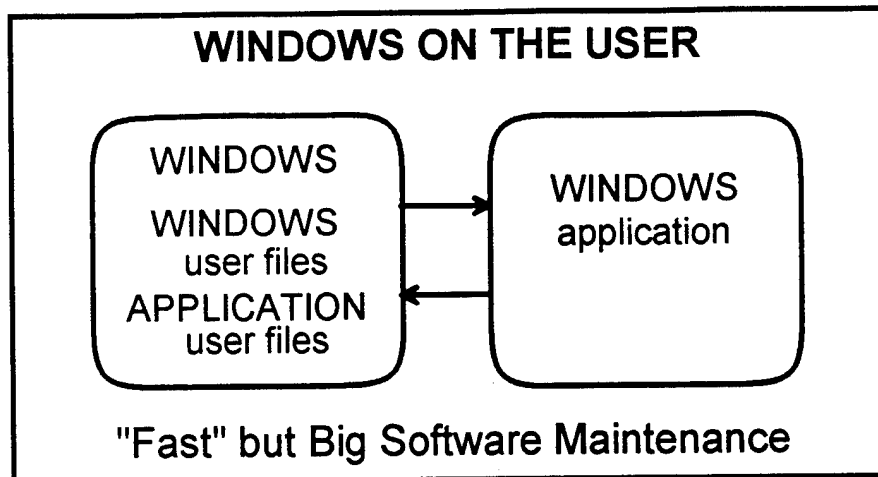 WINDOWS ON THE USER
WINDOWS
WINDOWS
user files
APPLICATION
user files
WINDOWS
application
"Fast" but Big Software Maintenance